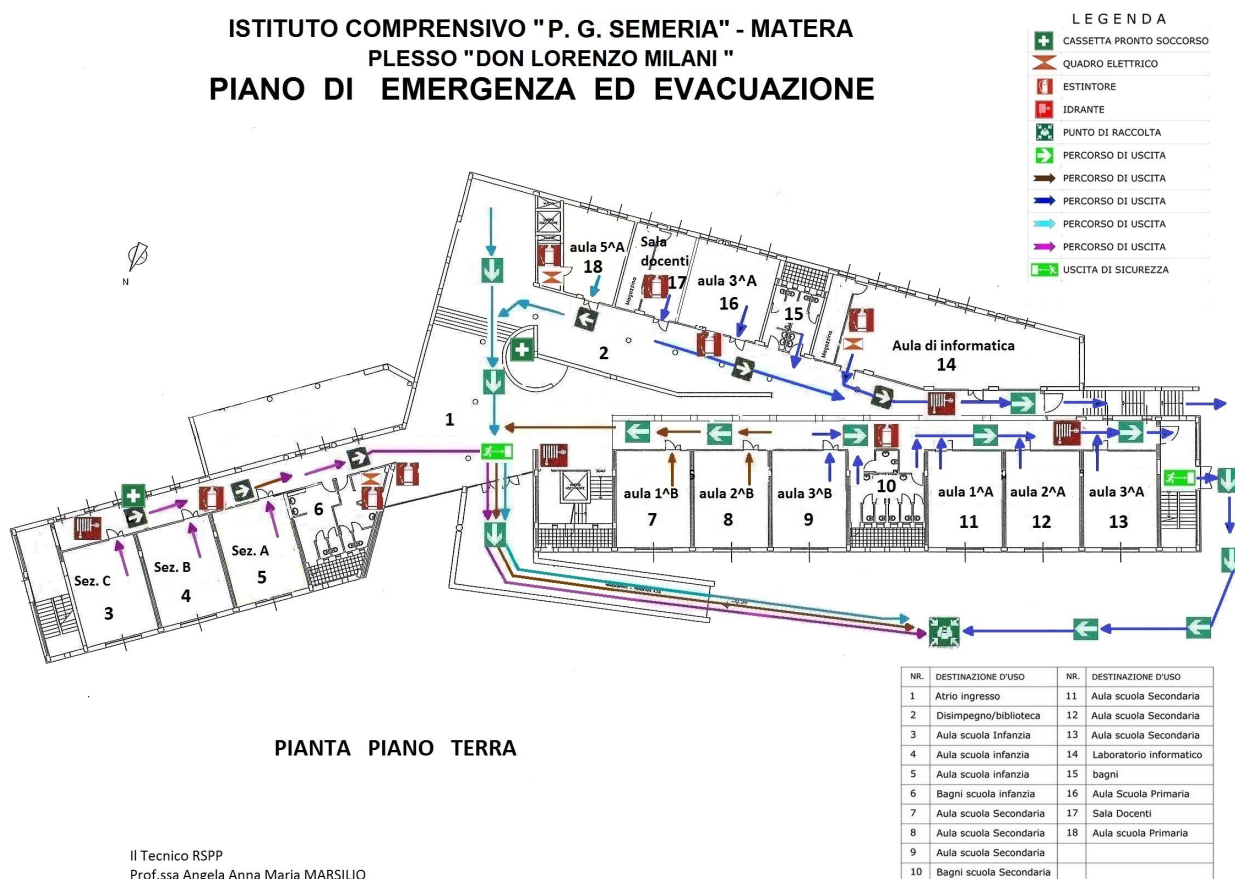 ISTITUTO COMPRENSIVO "P. G. SEMERIA" - MATERA
PLESSO "DON LORENZO MILANI "
PIANO DI EMERGENZA ED EVACUAZIONE
LEGENDA
CASSETTA PRONTO SOCCORSO
QUADRO ELETTRICO
ESTINTORE
IDRANTE
PUNTO DI RACCOLTA
PERCORSO DI USCITA
PERCORSO DI USCITA
PERCORSO DI USCITA
PERCORSO DI USCITA
PERCORSO DI USCITA
USCITA DI SICUREZZA
N
aula 5^A
18
Sala
docenti
17
Magazzino
aula 3^A
16
15
Magazzino
Aula di informatica
14
2
1
6
Sez. A
5
Sez. B
4
Sez. C
3
aula 1^B
7
aula 2^B
8
aula 3^B
9
10
aula 1^A
11
aula 2^A
12
aula 3^A
13
PIANTA PIANO TERRA
NR. DESTINAZIONE D'USO NR. DESTINAZIONE D'USO
1 Atrio ingresso 11 Aula scuola Secondaria
2 Disimpegno/biblioteca 12 Aula scuola Secondaria
3 Aula scuola Infanzia 13 Aula scuola Secondaria
4 Aula scuola infanzia 14 Laboratorio informatico
5 Aula scuola infanzia 15 bagni
6 Bagni scuola infanzia 16 Aula Scuola Primaria
7 Aula scuola Secondaria 17 Sala Docenti
8 Aula scuola Secondaria 18 Aula scuola Primaria
9 Aula scuola Secondaria
10 Bagni scuola Secondaria
Il Tecnico RSPP
Prof.ssa Angela Anna Maria MARSILIO